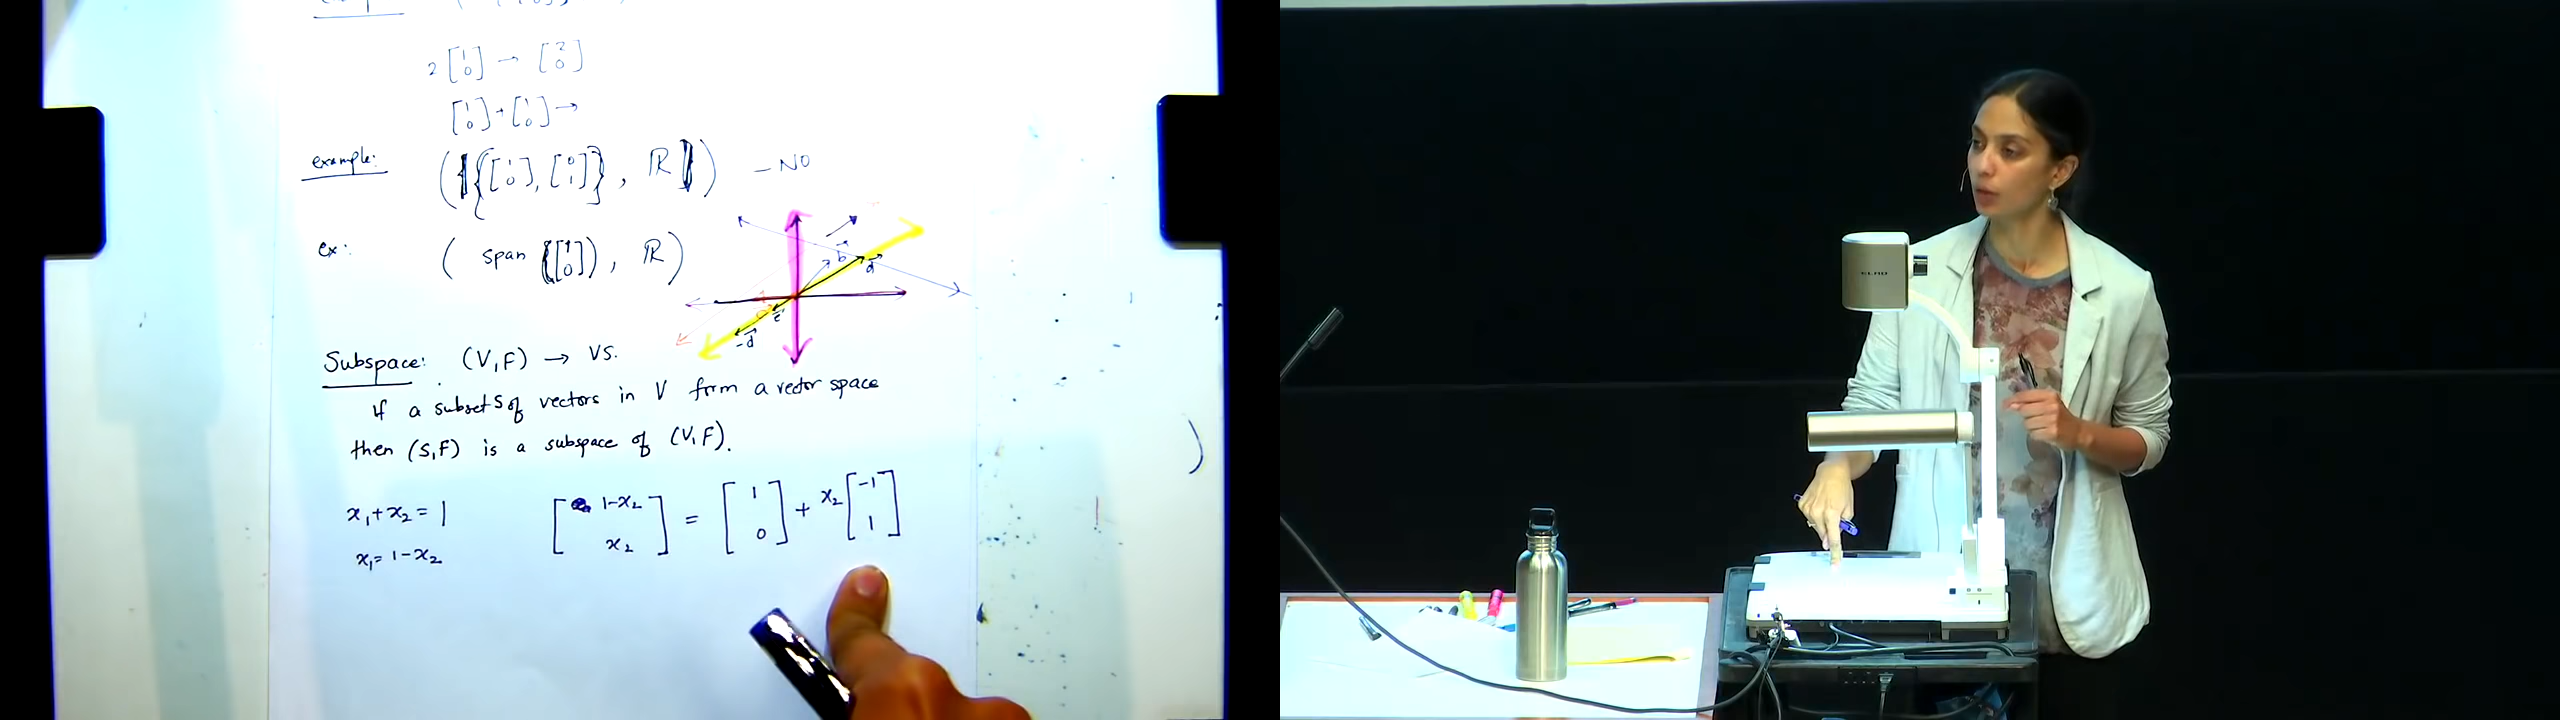 2 [1 0] → [2 0]
[1 0] + [1 0] →
example: ({[1 0], [0 1]}, ℝ) – NO
ex: (span {[1 0]}, ℝ)
b
d
c
-d
Subspace: (V, F) → VS.
If a subset S of vectors in V form a vector space
then (S, F) is a subspace of (V, F).
x₁ + x₂ = 1 [1-x₂ x₂] = [1 0] + x₂ [-1 1]
x₁ = 1-x₂
ELMO